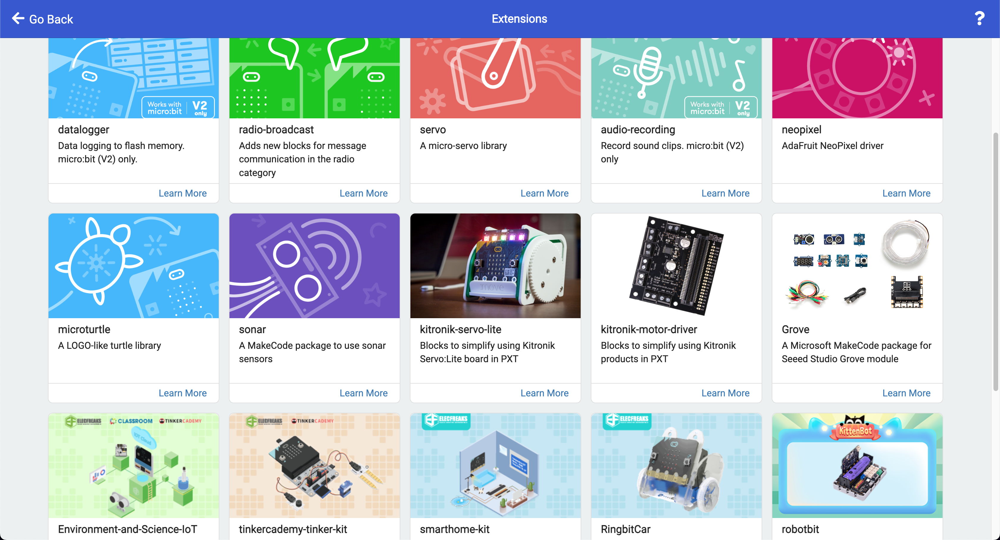 Go Back
Extensions
?
Works with micro:bit
V2 only
Works with micro:bit
V2 only
datalogger
Data logging to flash memory.
micro:bit (V2) only.
Learn More
radio-broadcast
Adds new blocks for message
communication in the radio
category
Learn More
servo
A micro-servo library
Learn More
audio-recording
Record sound clips. micro:bit (V2)
only
Learn More
neopixel
AdaFruit NeoPixel driver
Learn More
:move
microturtle
A LOGO-like turtle library
Learn More
sonar
A MakeCode package to use sonar
sensors
Learn More
kitronik-servo-lite
Blocks to simplify using Kitronik
Servo:Lite board in PXT
Learn More
kitronik-motor-driver
Blocks to simplify using Kitronik
products in PXT
Learn More
Grove
A Microsoft MakeCode package for
Seeed Studio Grove module
Learn More
ELECFREAKS CLASSROOM TINKERCADEMY
IOT Cloud
ELECFREAKS TINKERCADEMY
ELECFREAKS
ELECFREAKS
KittenBot
Environment-and-Science-IoT
tinkercademy-tinker-kit
smarthome-kit
RingbitCar
robotbit